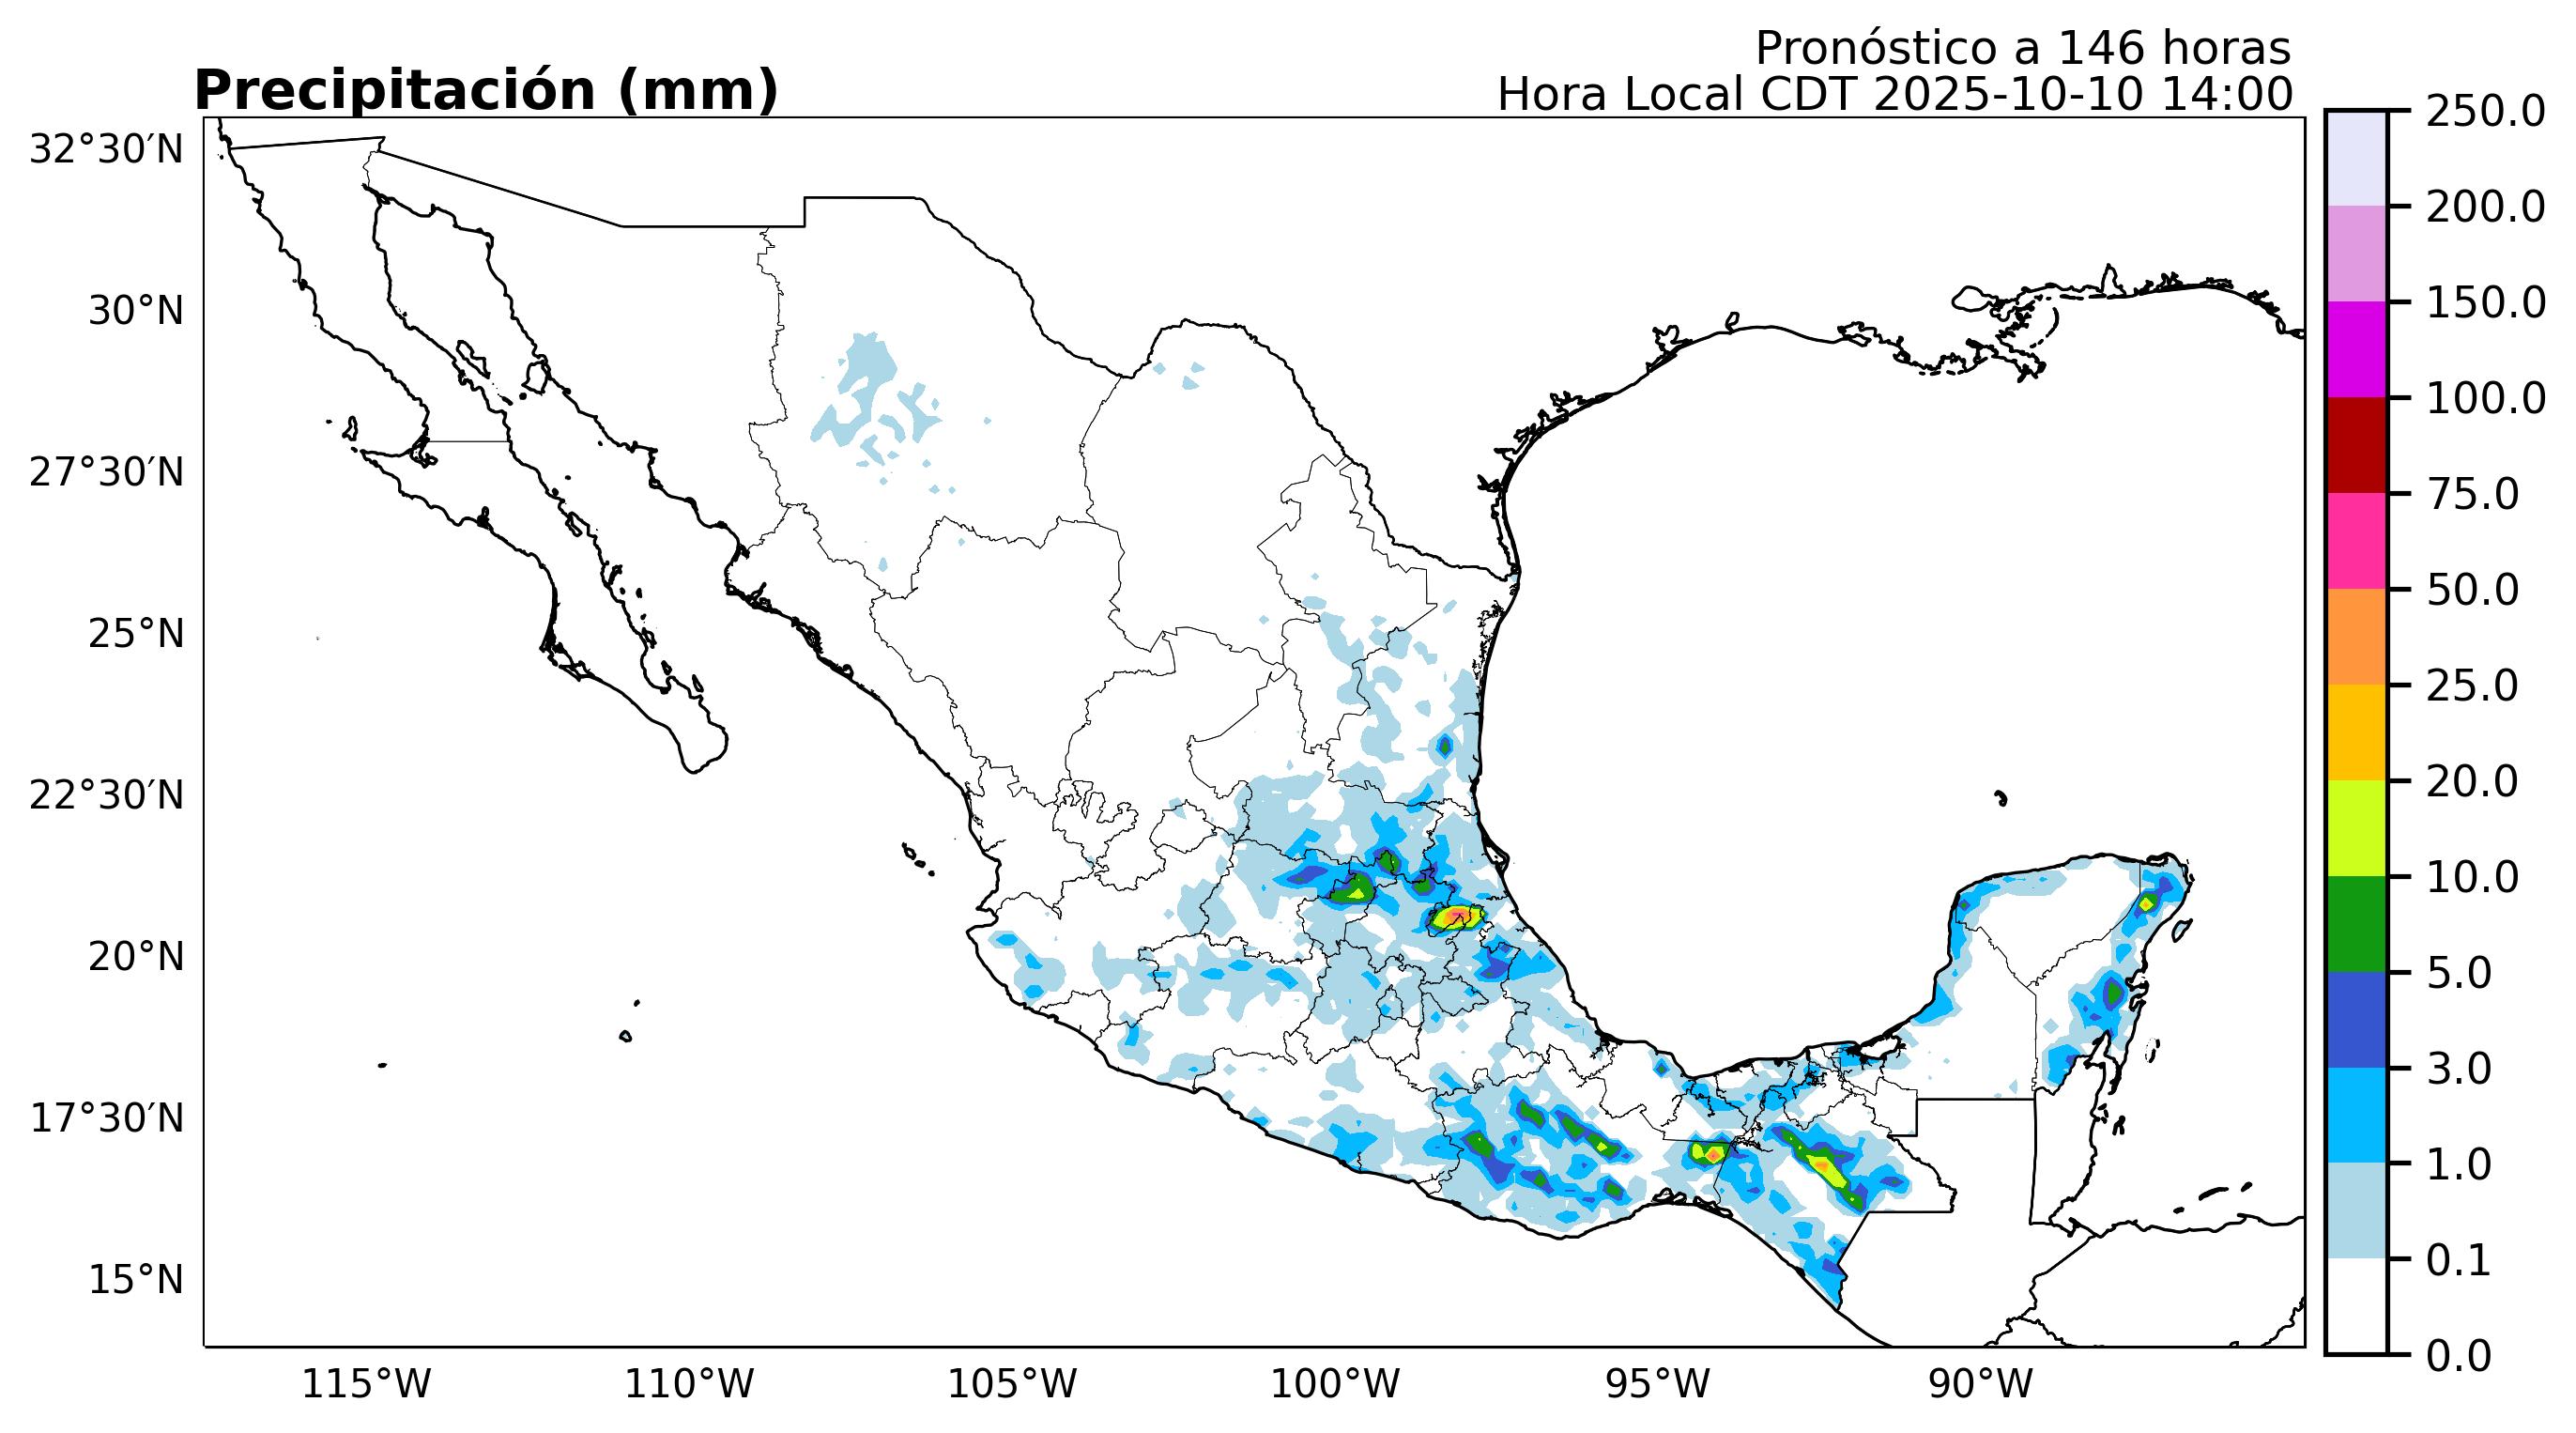 Pronóstico a 146 horas
Precipitación (mm)
Hora Local CDT 2025-10-10 14:00
32°30′N
30°N
27°30′N
25°N
22°30′N
20°N
17°30′N
15°N
115°W
110°W
105°W
100°W
95°W
90°W
250.0
200.0
150.0
100.0
75.0
50.0
25.0
20.0
10.0
5.0
3.0
1.0
0.1
0.0